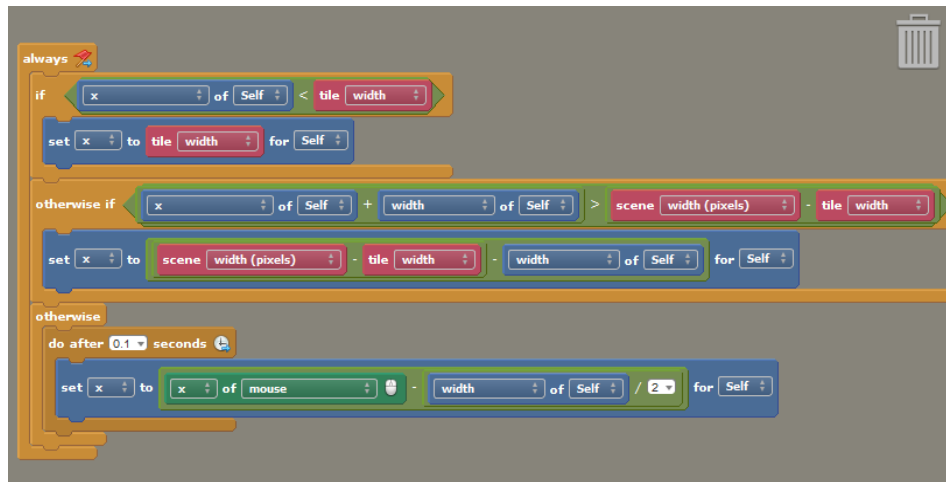 always
if x of Self < tile width
set x to tile width for Self
otherwise if x of Self + width of Self > scene width (pixels) - tile width
set x to scene width (pixels) - tile width - width of Self for Self
otherwise
do after 0.1 seconds
set x to x of mouse - width of Self / 2 for Self